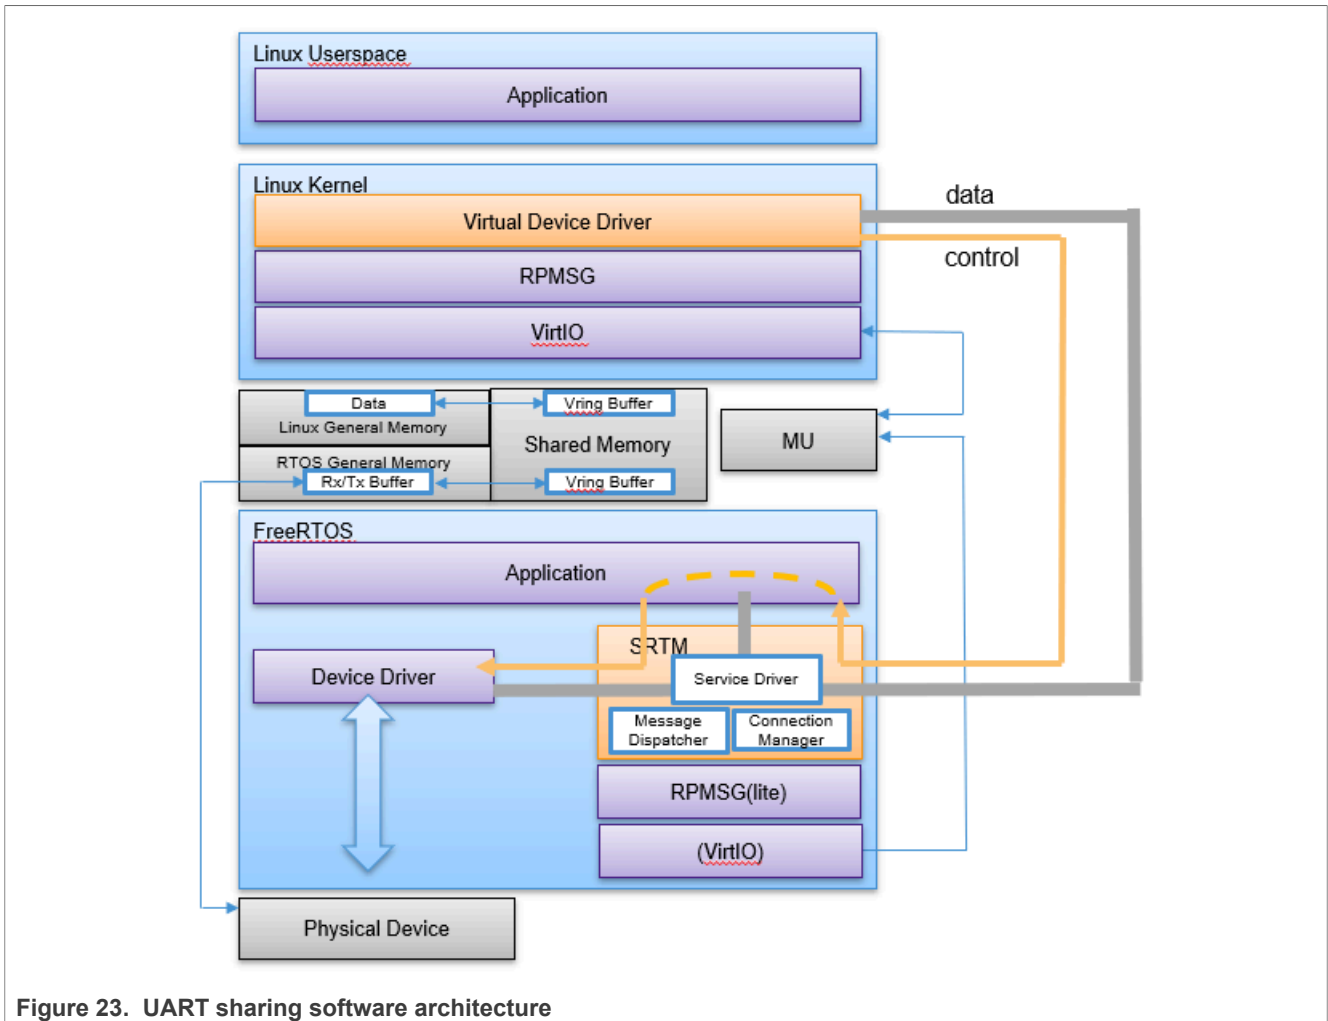 Linux Userspace
Application
Linux Kernel
Virtual Device Driver
data
control
RPMSG
VirtIO
Data
Linux General Memory
Vring Buffer
Shared Memory
MU
RTOS General Memory
Rx/Tx Buffer
Vring Buffer
FreeRTOS
Application
SRTM
Device Driver
Service Driver
Message
Dispatcher
Connection
Manager
RPMSG(lite)
(VirtIO)
Physical Device
Figure 23. UART sharing software architecture